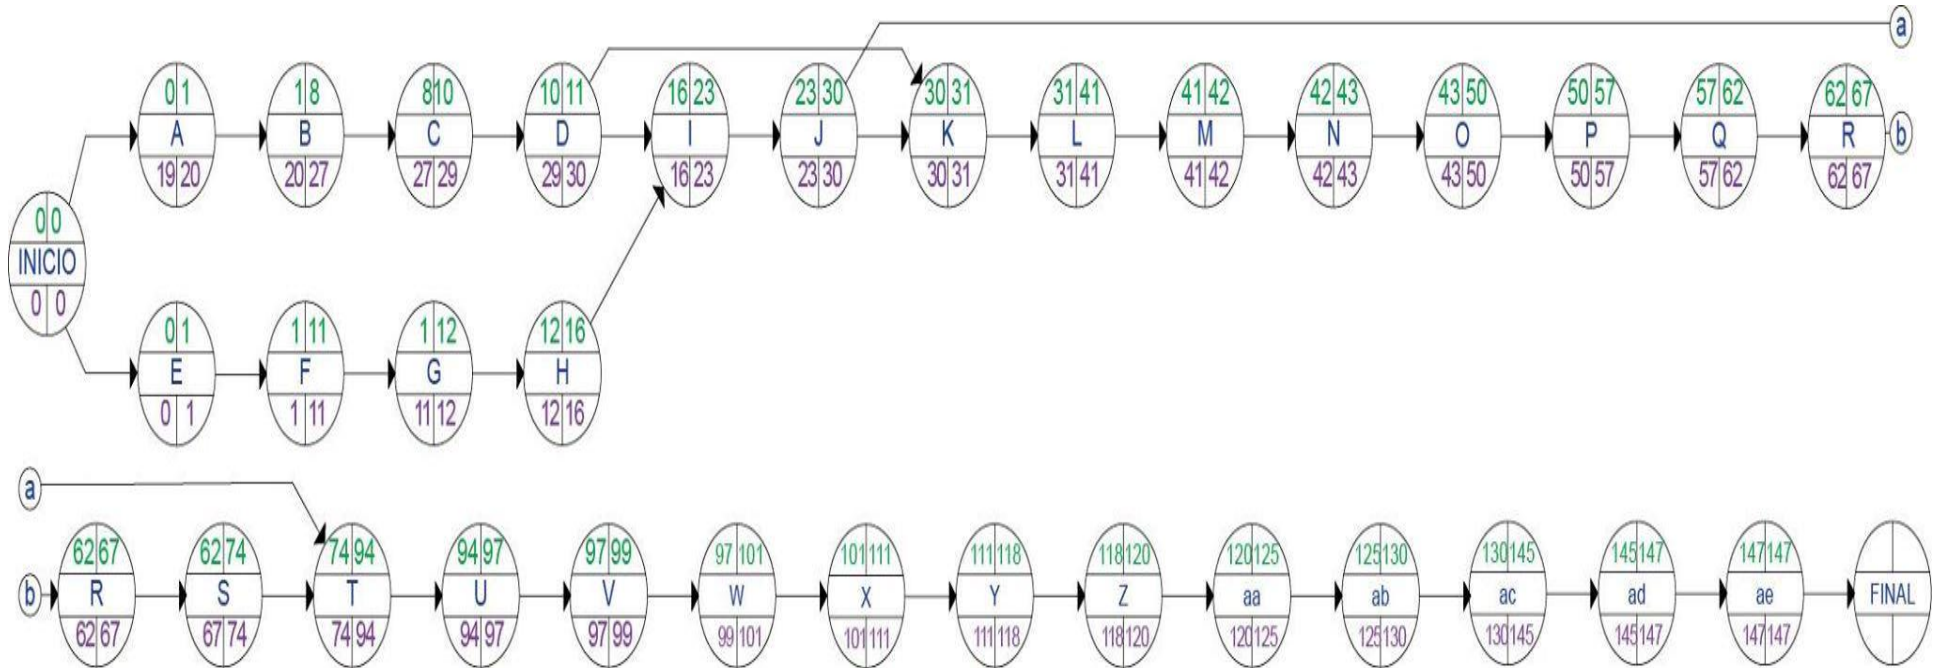 a
0 1 1 8 8 10 10 11 16 23 23 30 30 31 31 41 41 42 42 43 43 50 50 57 57 62 62 67
A B C D I J K L M N O P Q R b
19 20 20 27 27 29 29 30 16 23 23 30 30 31 31 41 41 42 42 43 43 50 50 57 57 62 62 67
0 0
INICIO
0 0
0 1 1 11 1 12 12 16
E F G H
0 1 1 11 11 12 12 16
a
62 67 62 74 74 94 94 97 97 99 97 101 101 111 111 118 118 120 120 125 125 130 130 145 145 147 147 147
b R S T U V W X Y Z aa ab ac ad ae FINAL
62 67 67 74 74 94 94 97 97 99 99 101 101 111 111 118 118 120 120 125 125 130 130 145 145 147 147 147